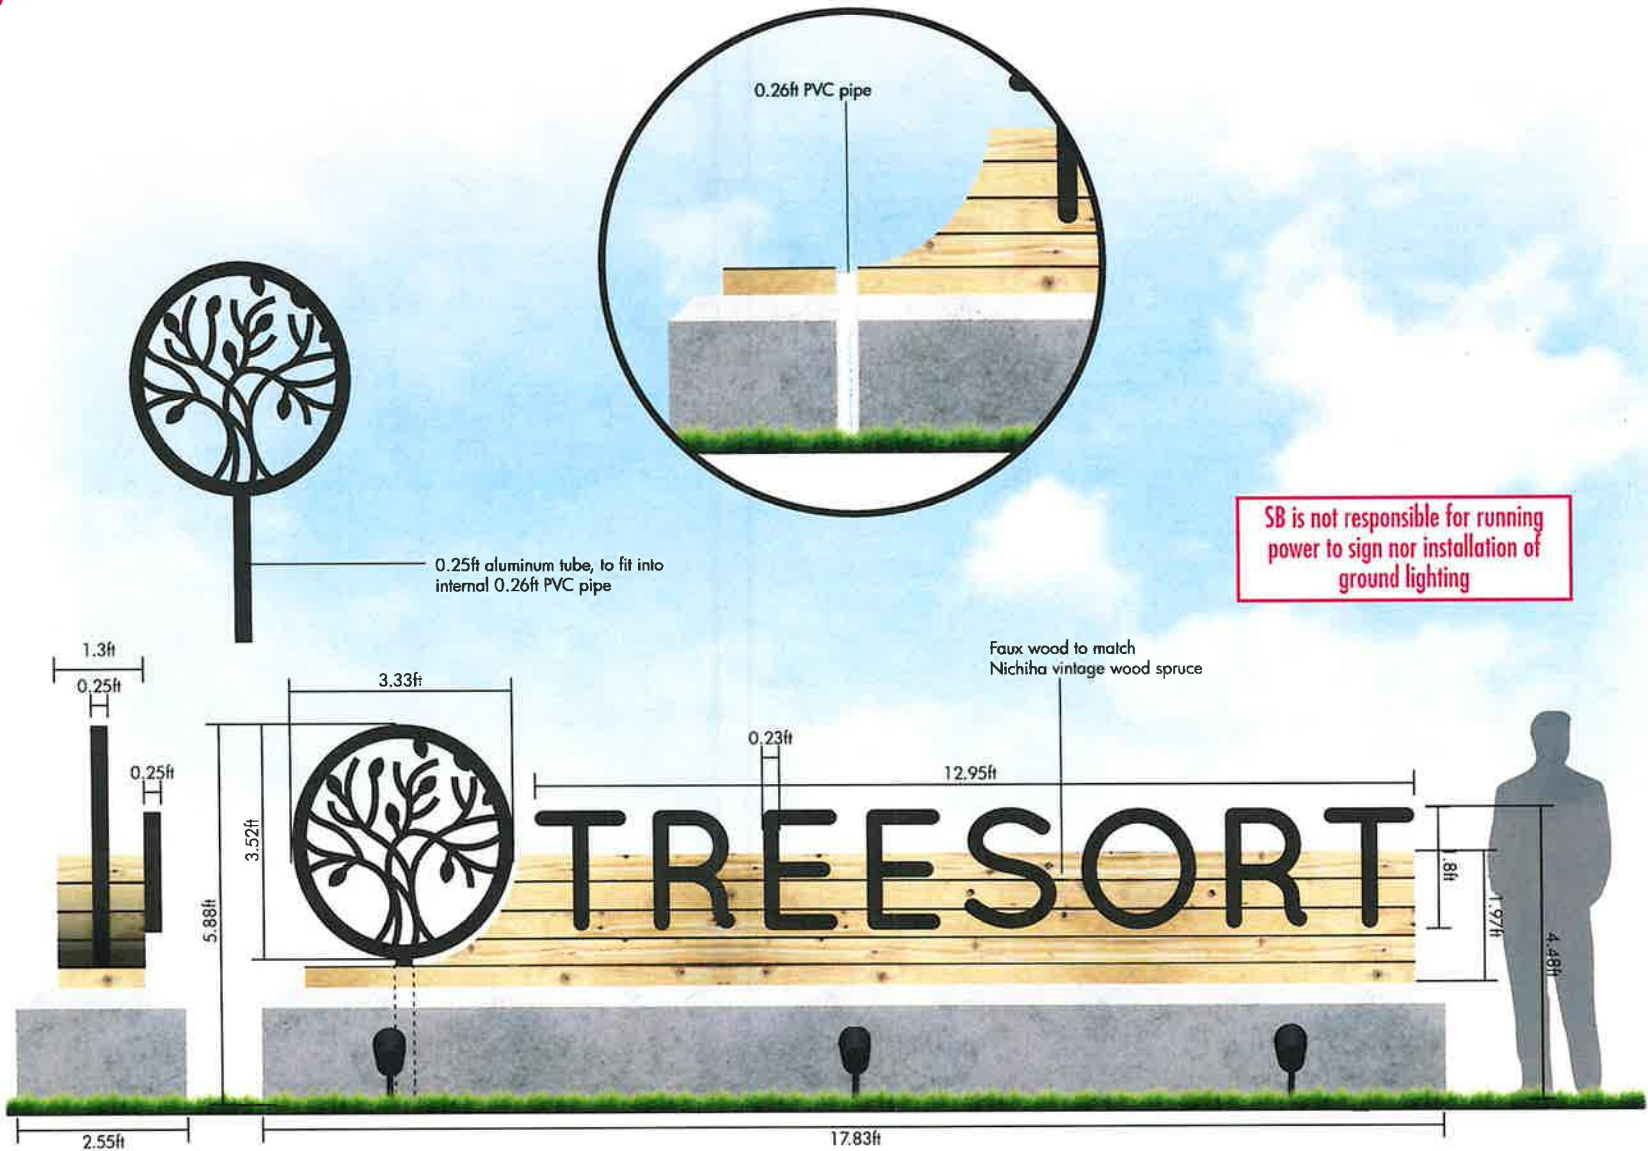 0.26ft PVC pipe
SB is not responsible for running
power to sign nor installation of
ground lighting
0.25ft aluminum tube, to fit into
internal 0.26ft PVC pipe
Faux wood to match
Nichiha vintage wood spruce
1.3ft
0.25ft
0.25ft
3.33ft
0.23ft
12.95ft
3.52ft
5.88ft
TREESORT
1.8ft
1.97ft
4.48ft
2.55ft
17.83ft